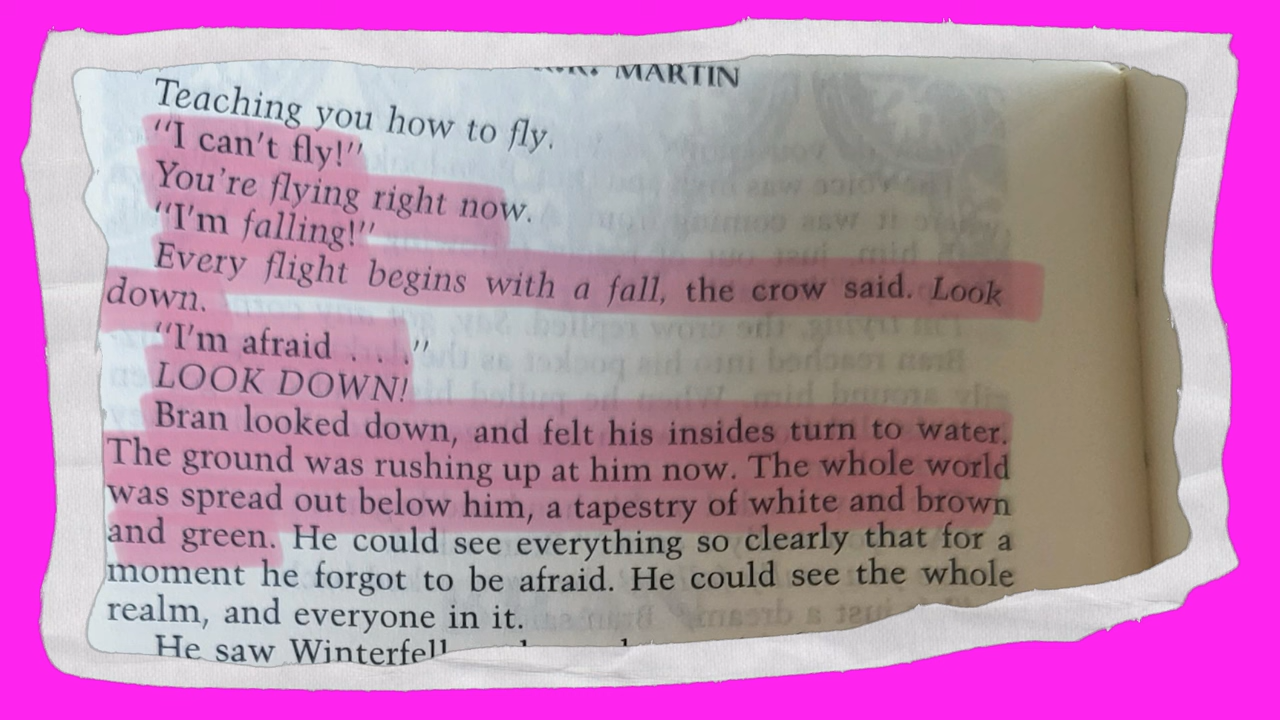 MARTIN
Teaching you how to fly.
"I can't fly!"
You're flying right now.
"I'm falling!"
Every flight begins with a fall, the crow said. Look
down.
"I'm afraid . . ."
LOOK DOWN!
Bran looked down, and felt his insides turn to water.
The ground was rushing up at him now. The whole world
was spread out below him, a tapestry of white and brown
and green. He could see everything so clearly that for a
moment he forgot to be afraid. He could see the whole
realm, and everyone in it.
He saw Winterfell